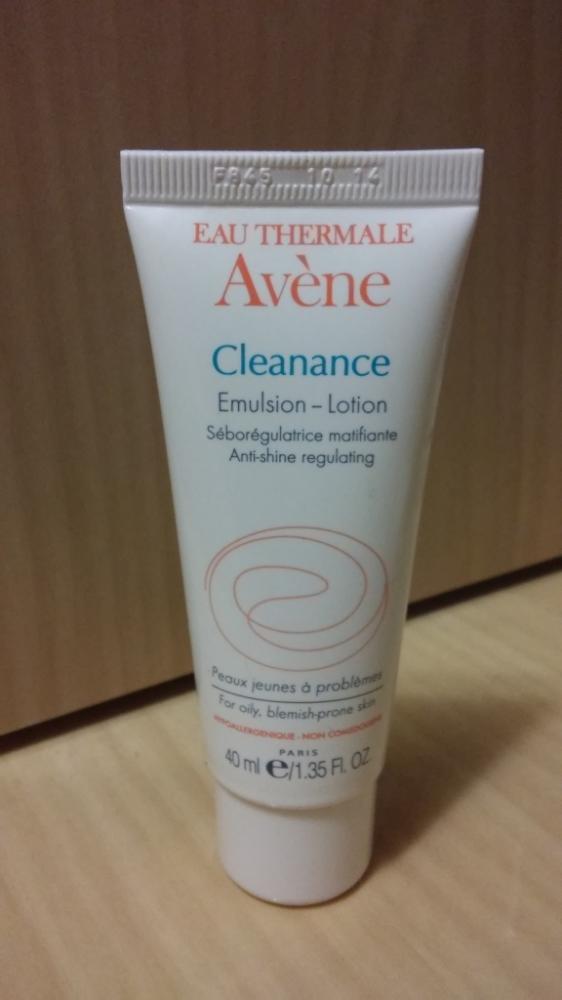 F845 10 14
EAU THERMALE
Avène
Cleanance
Emulsion – Lotion
Séborégulatrice matifiante
Anti-shine regulating
Peaux jeunes à problèmes
For oily, blemish-prone skin
HYPOALLERGENIQUE - NON COMEDOGENE
PARIS
40 ml e/1.35 Fl. OZ.